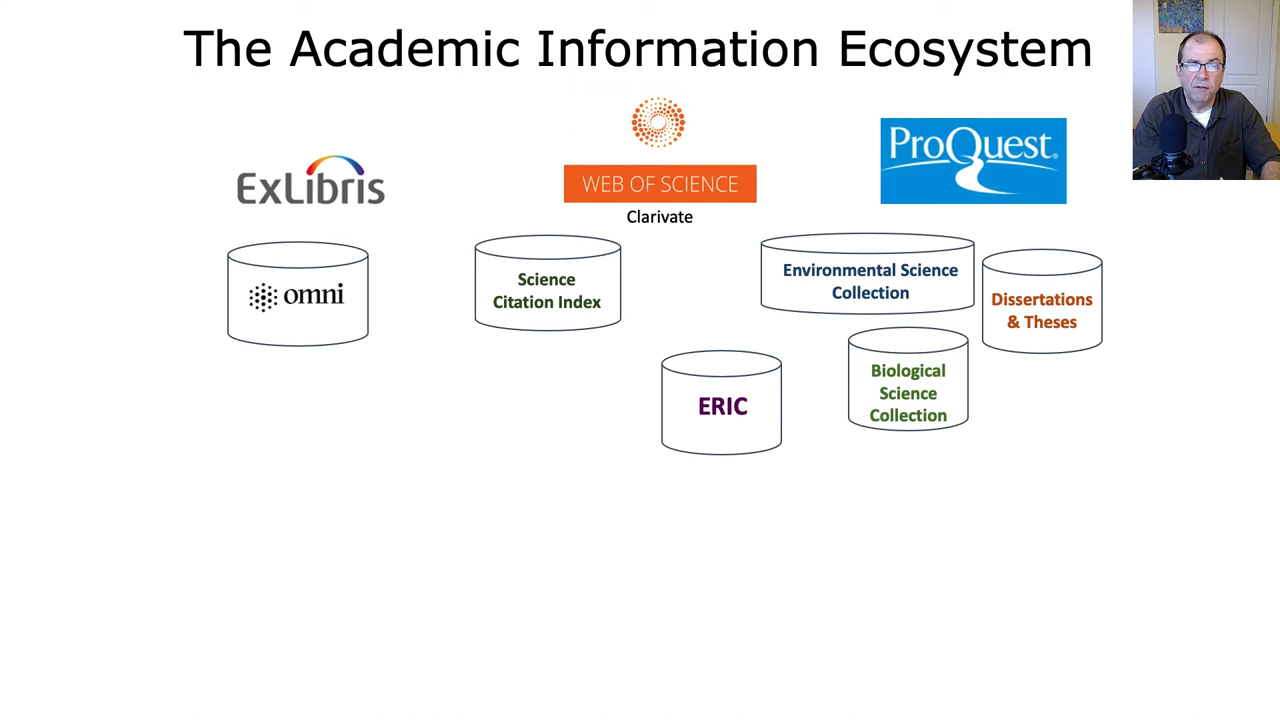 The Academic Information Ecosystem
ExLibris
WEB OF SCIENCE
Clarivate
ProQuest®
omni
Science
Citation Index
Environmental Science
Collection
Dissertations
& Theses
ERIC
Biological
Science
Collection